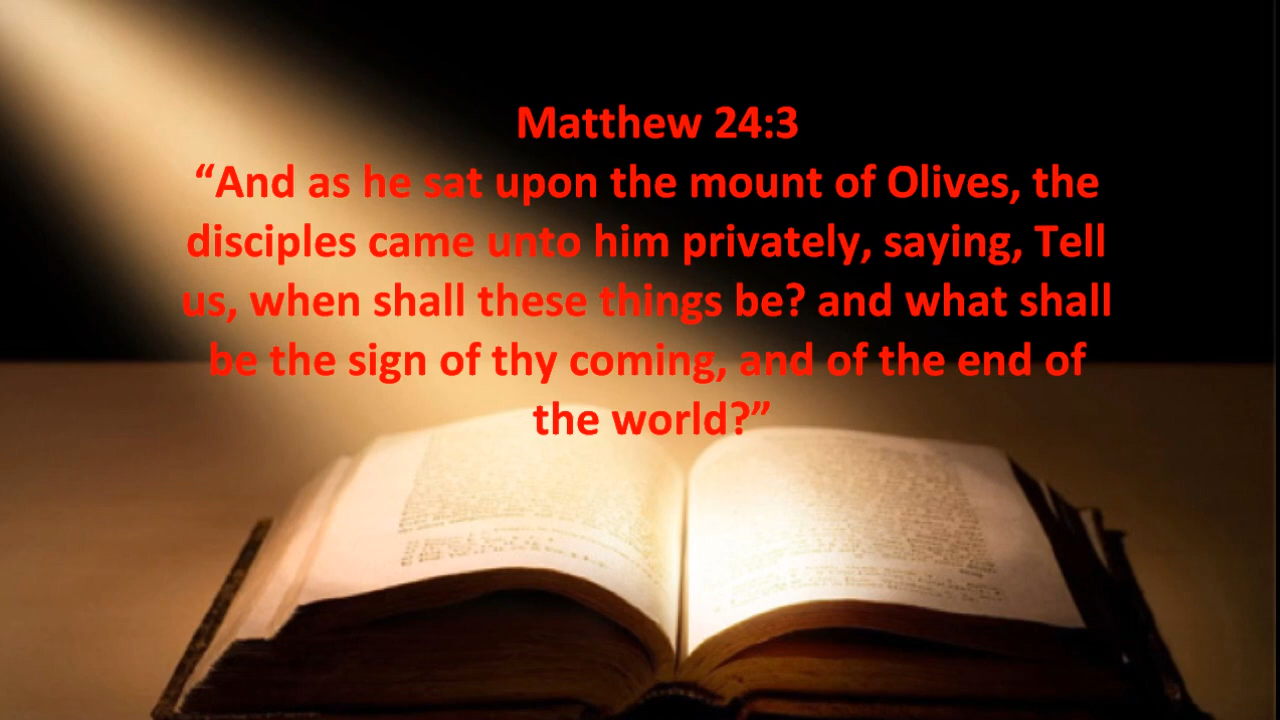 Matthew 24:3
“And as he sat upon the mount of Olives, the
disciples came unto him privately, saying, Tell
us, when shall these things be? and what shall
be the sign of thy coming, and of the end of
the world?”